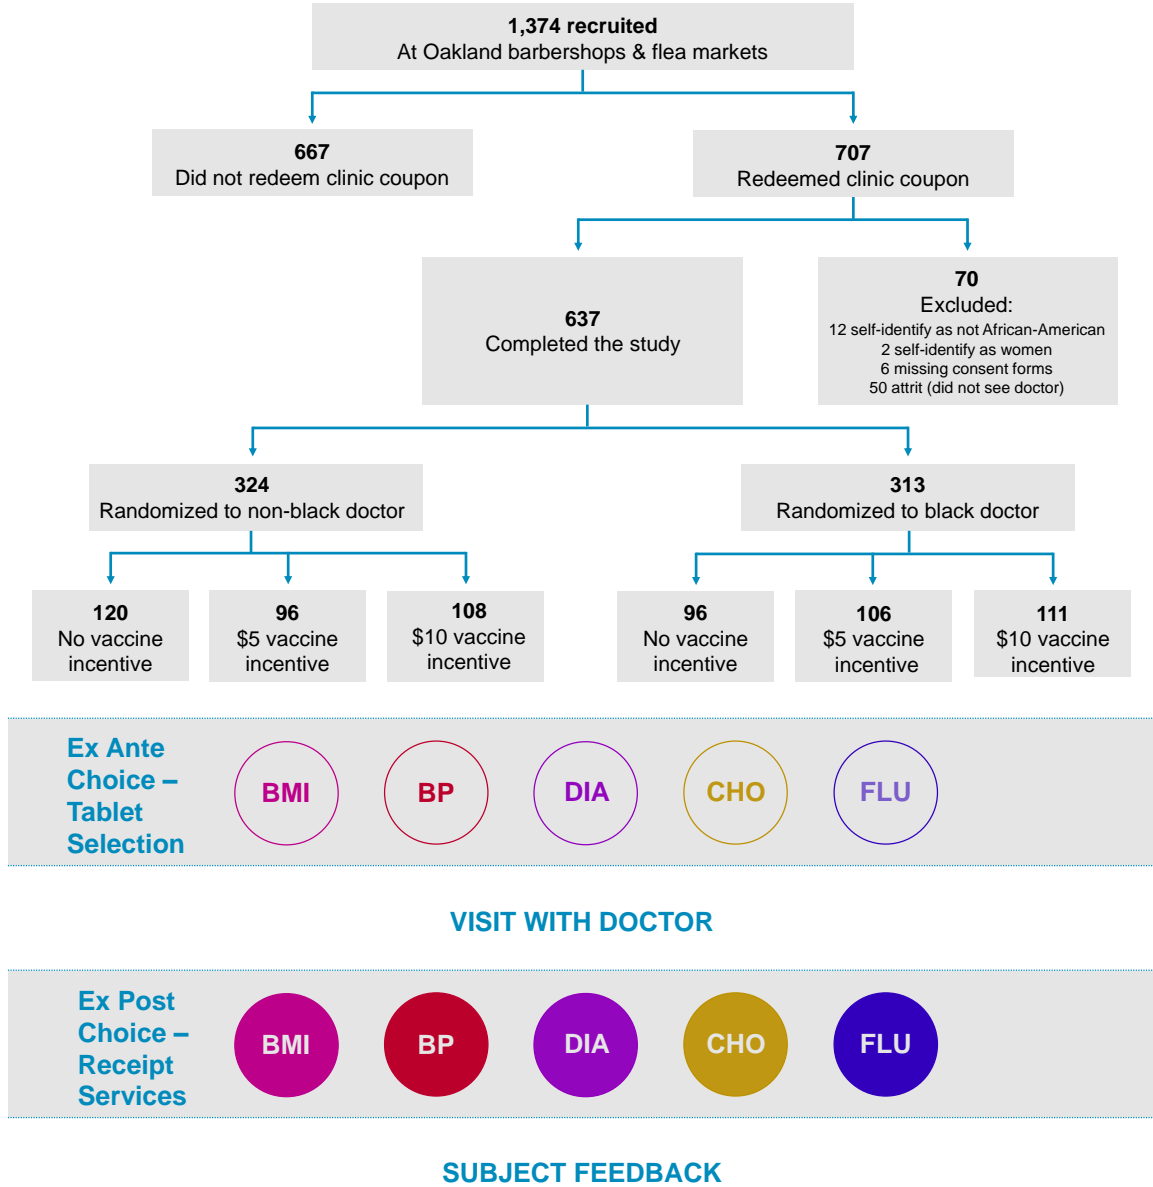 1,374 recruited
At Oakland barbershops & flea markets
667
Did not redeem clinic coupon
707
Redeemed clinic coupon
637
Completed the study
70
Excluded:
12 self-identify as not African-American
2 self-identify as women
6 missing consent forms
50 attrit (did not see doctor)
324
Randomized to non-black doctor
313
Randomized to black doctor
120
No vaccine
incentive
96
$5 vaccine
incentive
108
$10 vaccine
incentive
96
No vaccine
incentive
106
$5 vaccine
incentive
111
$10 vaccine
incentive
Ex Ante
Choice –
Tablet
Selection
BMI
BP
DIA
CHO
FLU
VISIT WITH DOCTOR
Ex Post
Choice –
Receipt
Services
BMI
BP
DIA
CHO
FLU
SUBJECT FEEDBACK